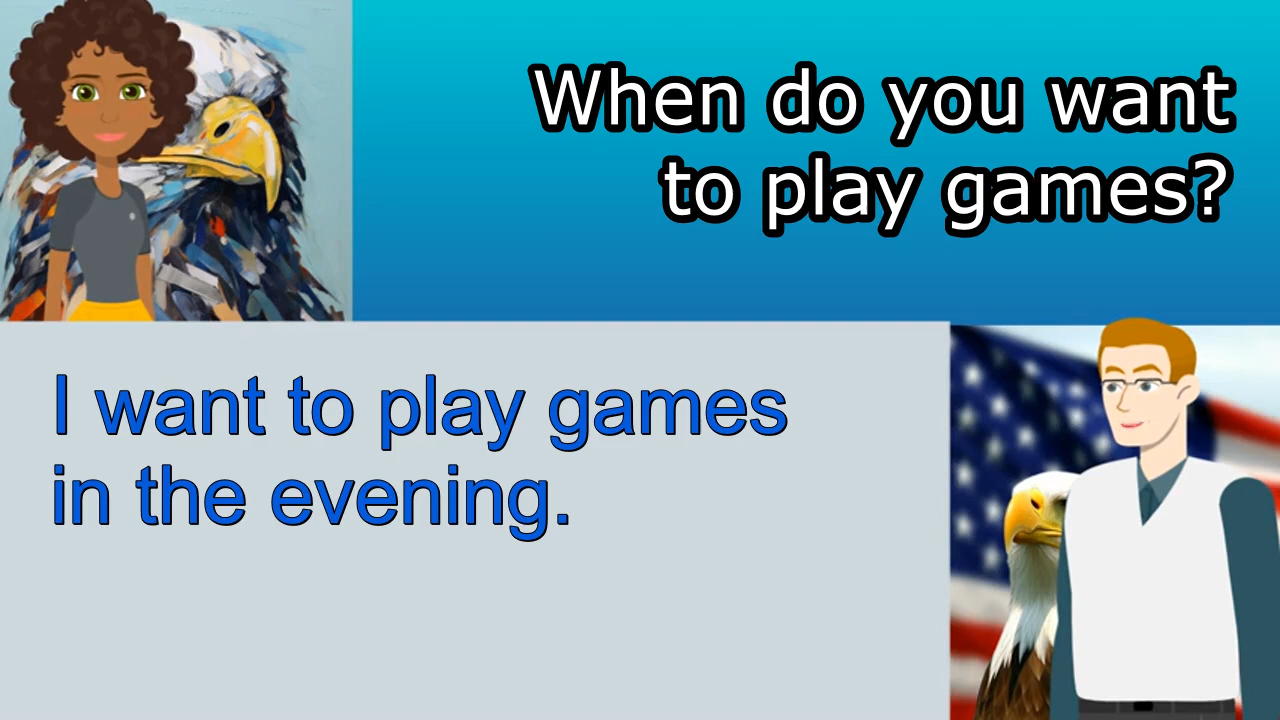 When do you want
to play games?
I want to play games
in the evening.